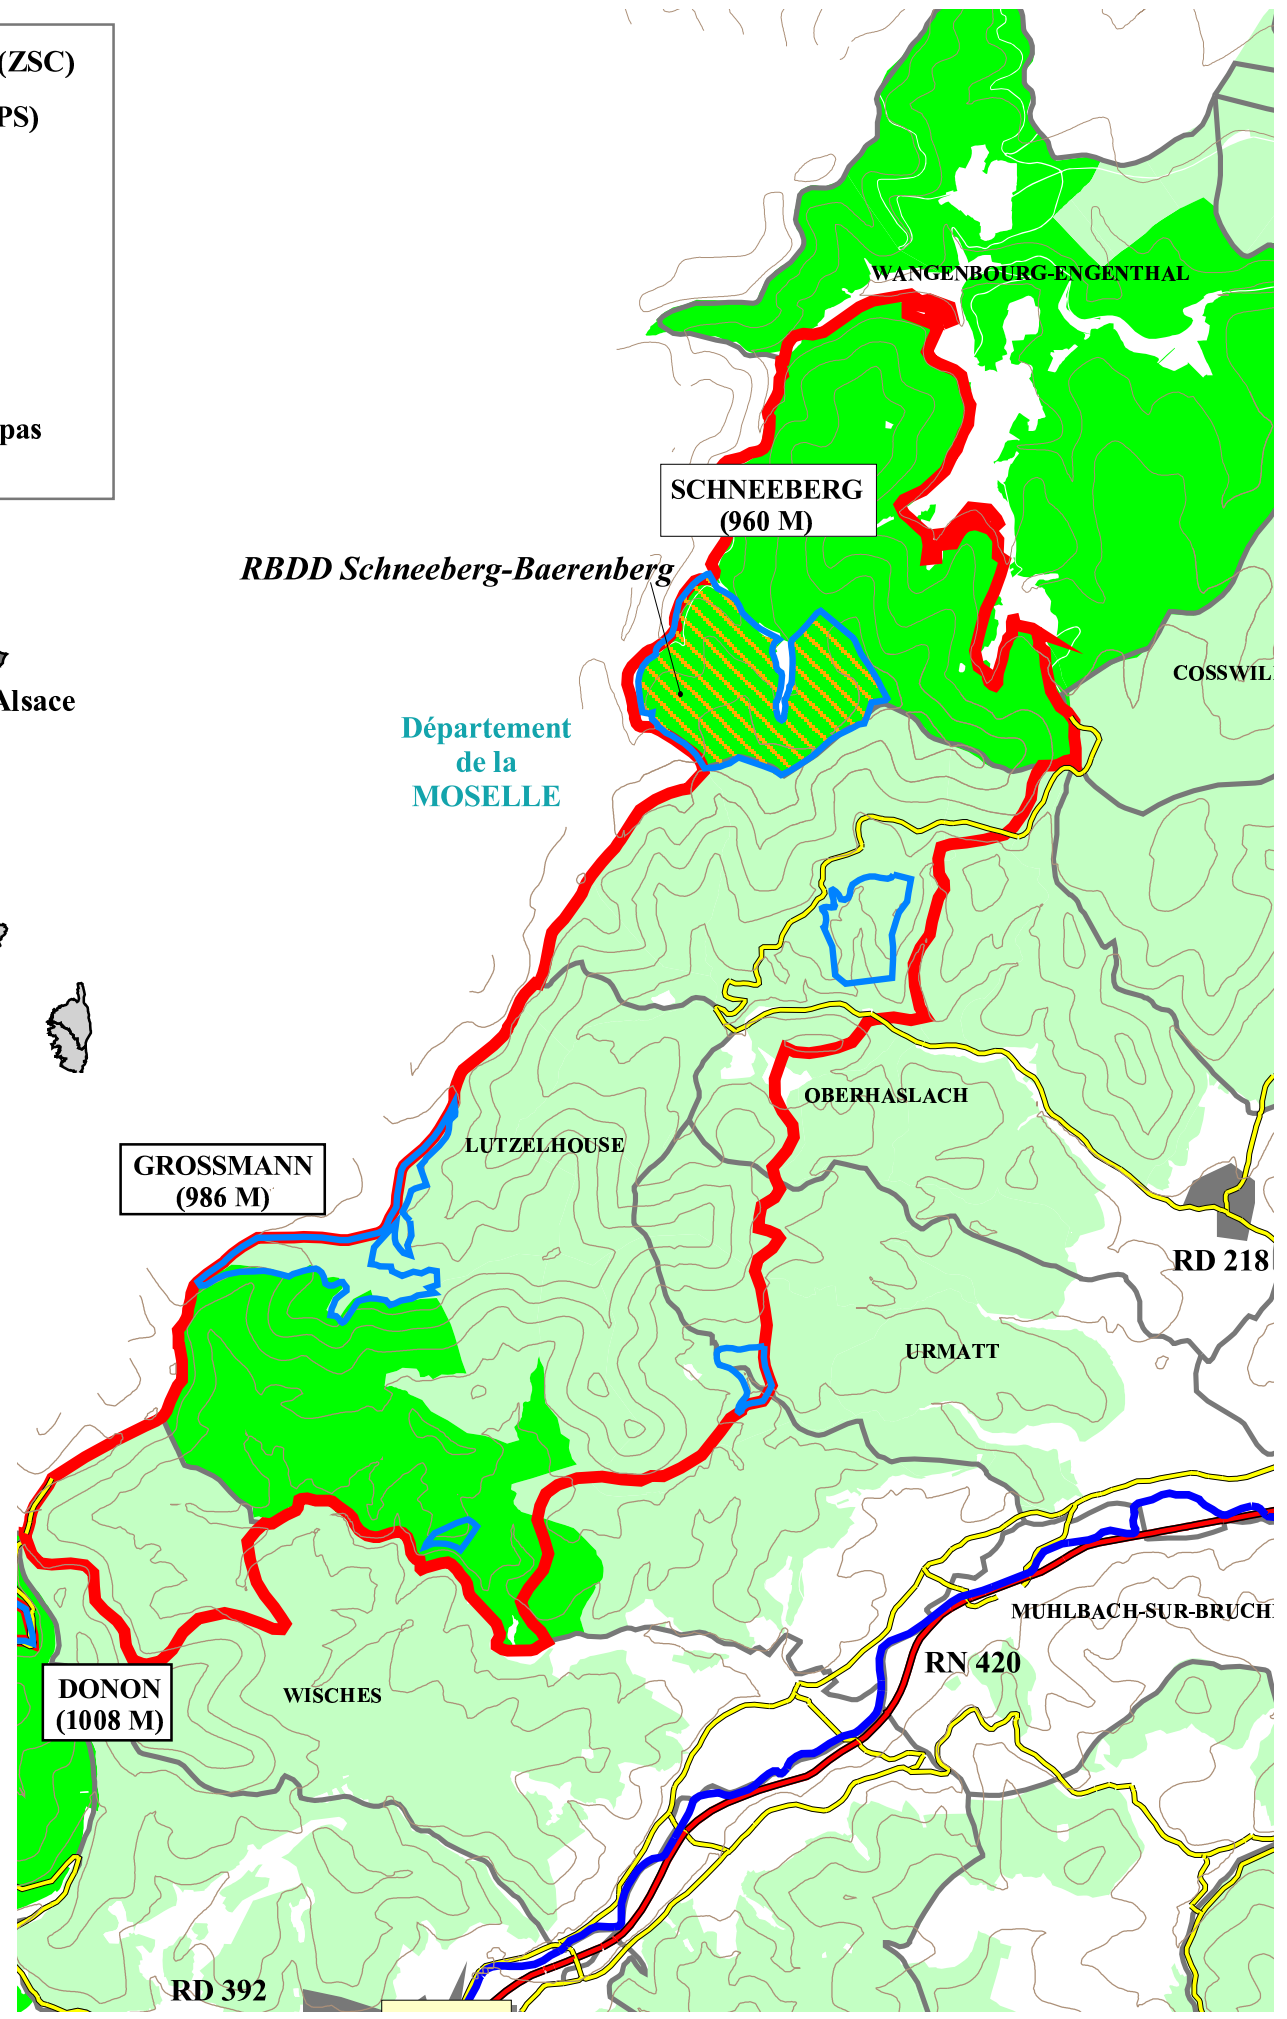 (ZSC)
PS)
pas
WANGENBOURG-ENGENTHAL
SCHNEEBERG
(960 M)
RBDD Schneeberg-Baerenberg
COSSWIL
Alsace
Département
de la
MOSELLE
OBERHASLACH
LUTZELHOUSE
GROSSMANN
(986 M)
RD 218
URMATT
MUHLBACH-SUR-BRUCH
RN 420
DONON
(1008 M)
WISCHES
RD 392